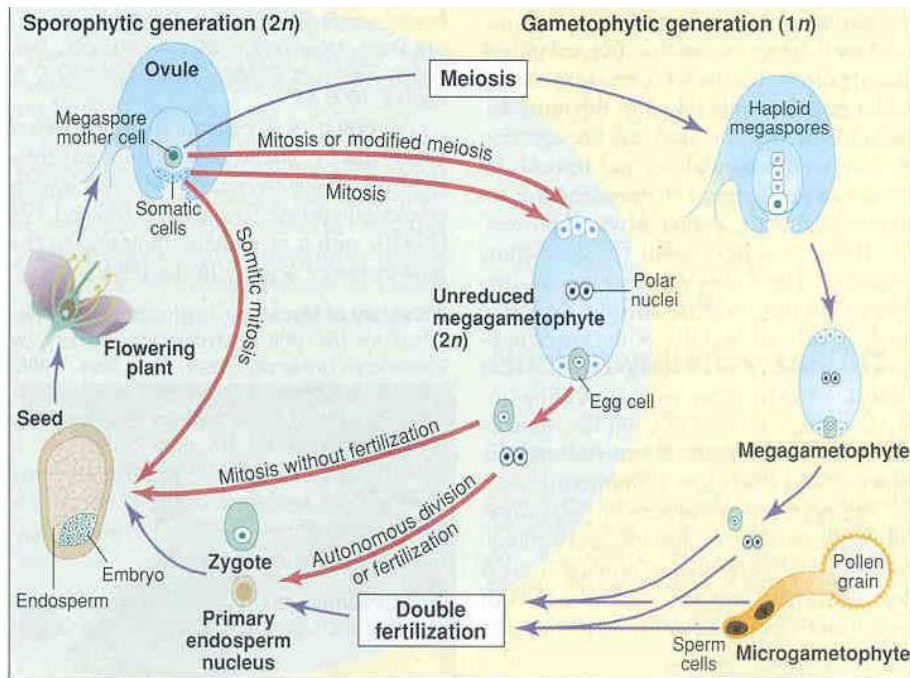 Sporophytic generation (2n)
Gametophytic generation (1n)
Ovule
Meiosis
Megaspore
mother cell
Haploid
megaspores
Mitosis or modified meiosis
Mitosis
Somatic
cells
Somitic mitosis
Polar
nuclei
Unreduced
megagametophyte
(2n)
Flowering
plant
Egg cell
Seed
Mitosis without fertilization
Megagametophyte
Autonomous division
or fertilization
Zygote
Embryo
Endosperm
Primary
endosperm
nucleus
Double
fertilization
Pollen
grain
Sperm
cells
Microgametophyte